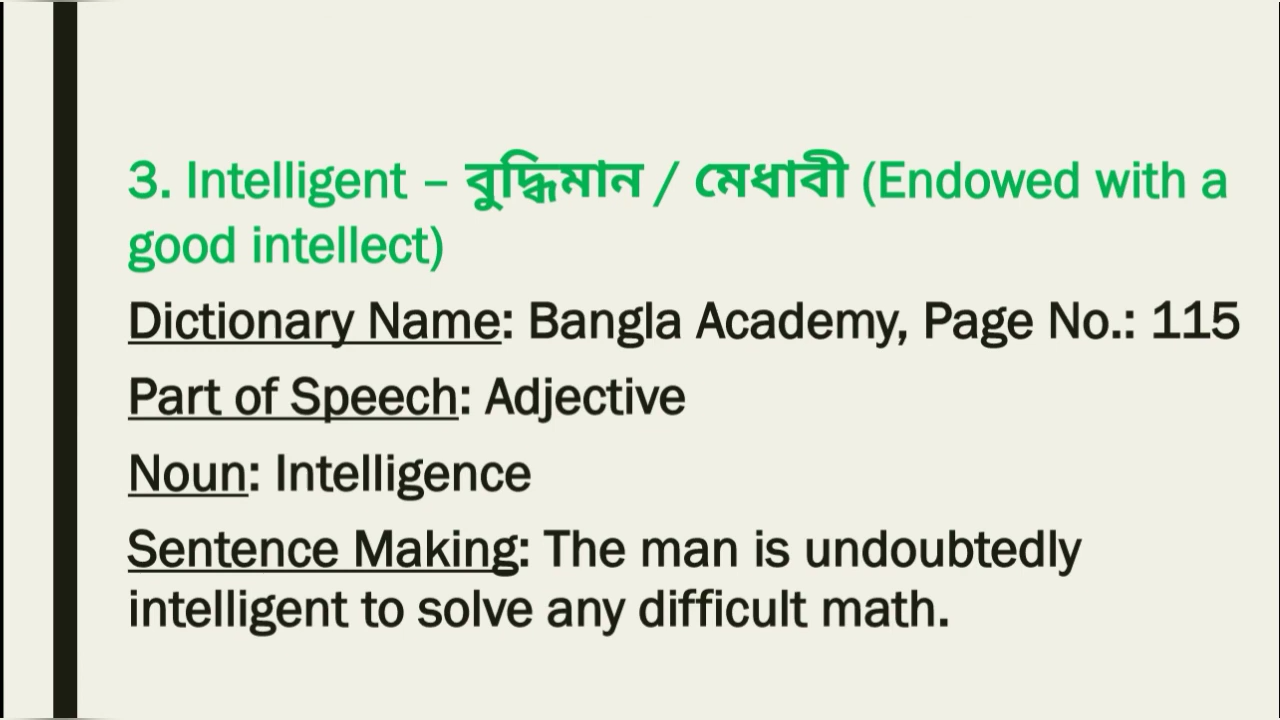 3. Intelligent – বুদ্ধিমান / মেধাবী (Endowed with a
good intellect)
Dictionary Name: Bangla Academy, Page No.: 115
Part of Speech: Adjective
Noun: Intelligence
Sentence Making: The man is undoubtedly
intelligent to solve any difficult math.